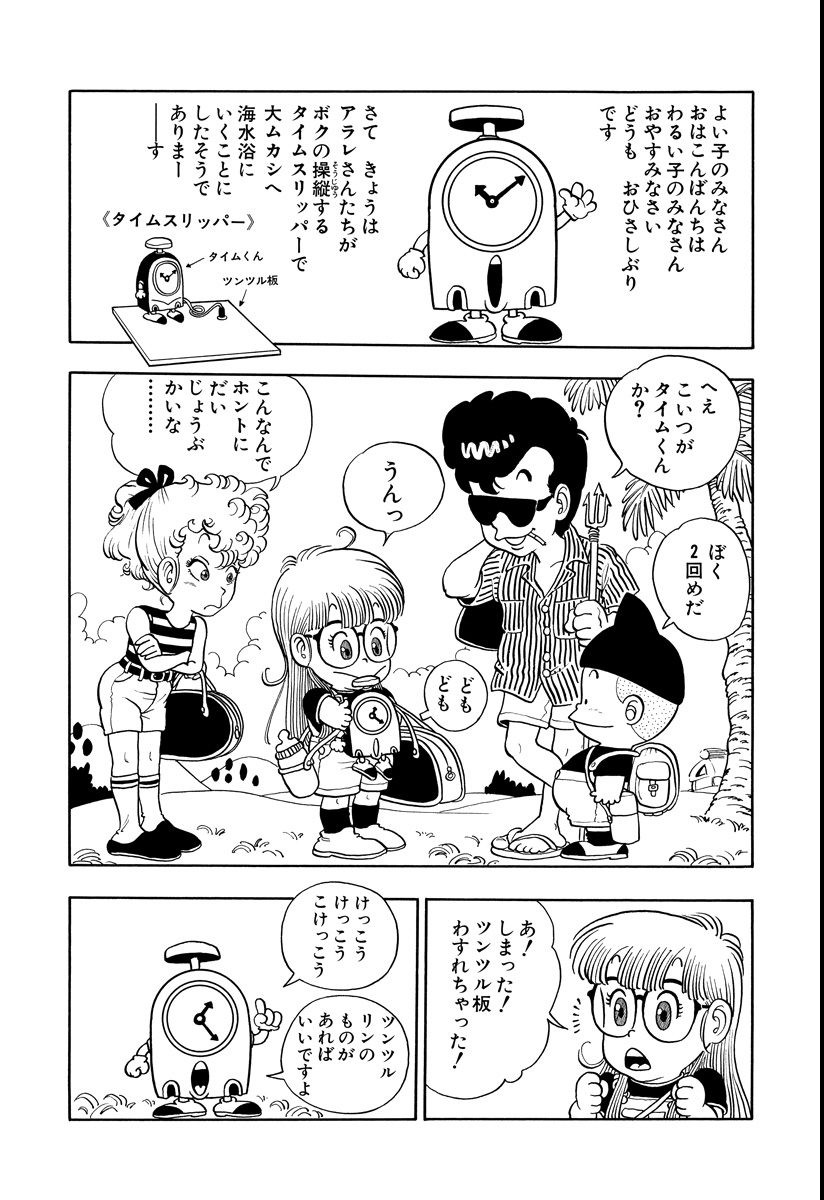 よい子のみなさん
おはこんばんちは
わるい子のみなさん
おやすみなさい
どうも　おひさしぶり
です
さて　きょうは
アラレさんたちが
ボクの操縦する
そうじゅう
タイムスリッパーで
大ムカシへ
海水浴に
いくことに
したそうで
ありまー
――す
《タイムスリッパー》
タイムくん
ツンツル板
へえ
こいつが
タイムくん
か？
ぼく
2回めだ
うんっ
ども
ども
こんなんで
ホントに
だい
じょうぶ
かいな
………
あ！
しまった！
ツンツル板
わすれちゃった！
けっこう
けっこう
こけっこう
ツンツル
リンの
ものが
あれば
いいですよ